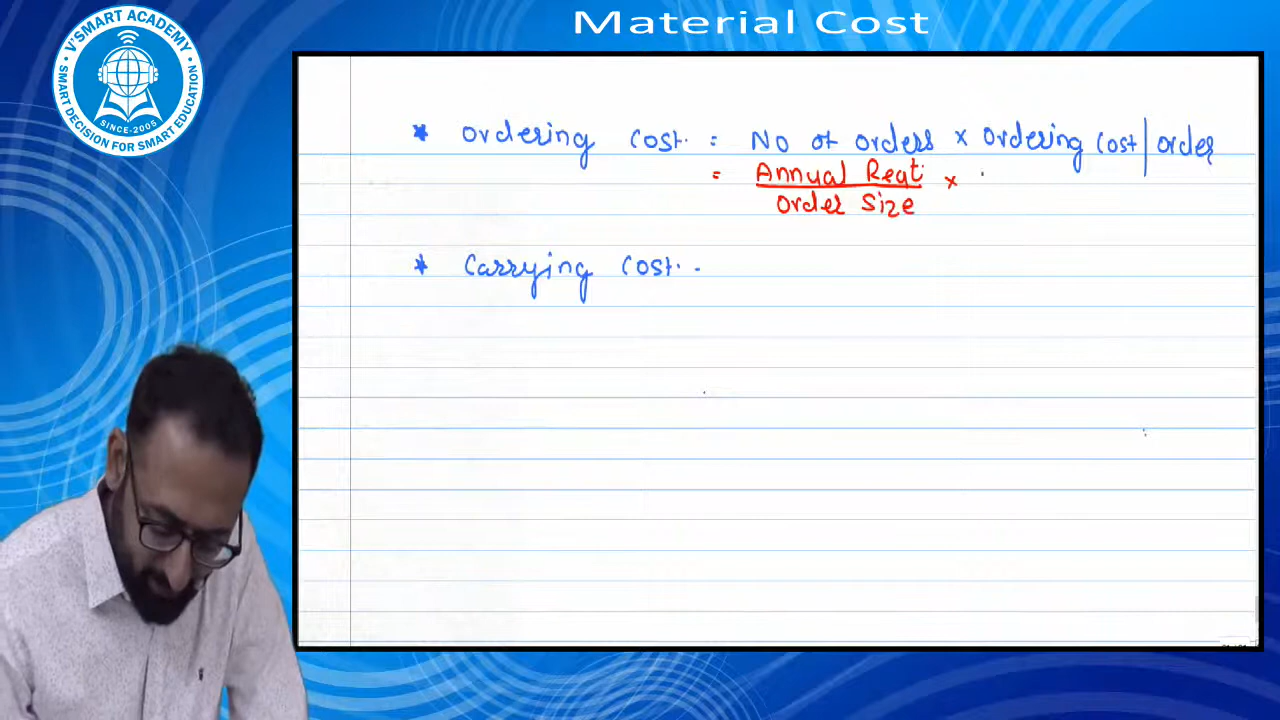 Material Cost
V'SMART ACADEMY
SMART DECISION FOR SMART EDUCATION
SINCE-2005
* ordering cost. = No of orders x ordering cost | order
= Annual Reqt. x
order Size
* Carrying cost. -